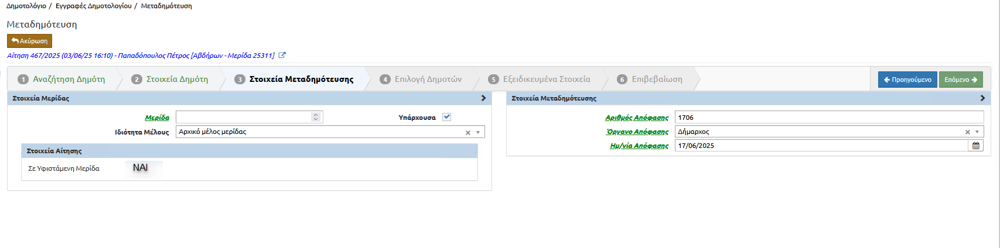 Δημοτολόγιο / Εγγραφές Δημοτολογίου / Μεταδημότευση
Μεταδημότευση
Ακύρωση
Αίτηση 467/2025 (03/06/25 16:10) - Παπαδόπουλος Πέτρος [Αβδήρων - Μερίδα 25311]
1 Αναζήτηση Δημότη 2 Στοιχεία Δημότη 3 Στοιχεία Μεταδημότευσης 4 Επιλογή Δημοτών 5 Εξειδικευμένα Στοιχεία 6 Επιβεβαίωση Προηγούμενο Επόμενο
Στοιχεία Μερίδας
Μερίδα Υπάρχουσα
Ιδιότητα Μέλους Αρχικό μέλος μερίδας
Στοιχεία Αίτησης
Σε Υφιστάμενη Μερίδα ΝΑΙ
Στοιχεία Μεταδημότευσης
Αριθμός Απόφασης 1706
Όργανο Απόφασης Δήμαρχος
Ημ/νία Απόφασης 17/06/2025